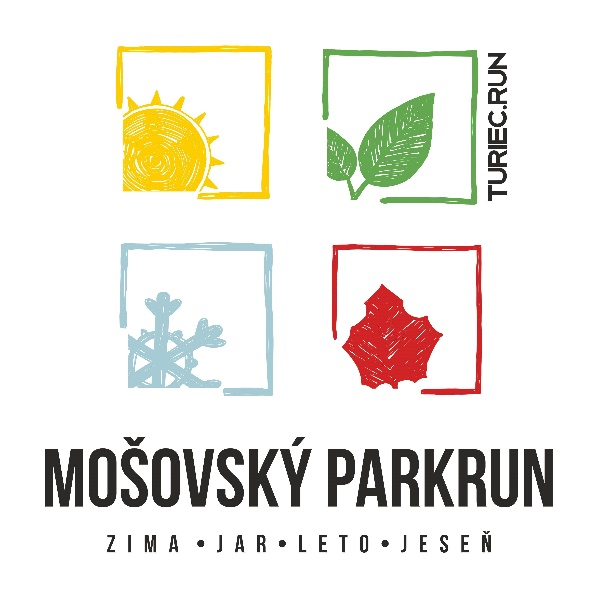 TURIEC.RUN
MOŠOVSKÝ PARKRUN
ZIMA • JAR • LETO • JESEŇ